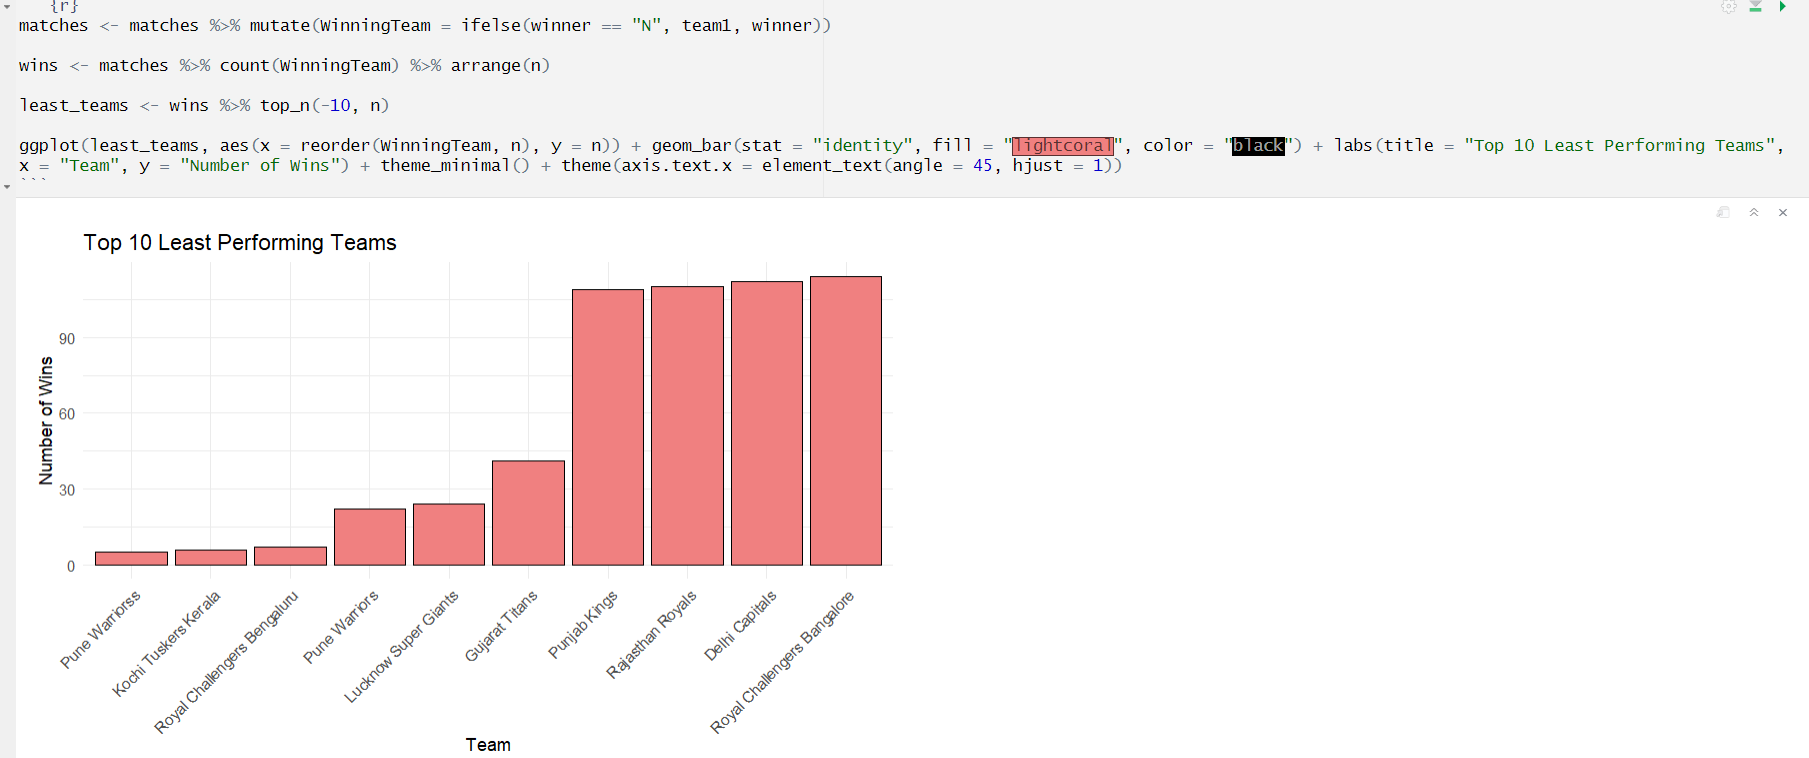 {r}
matches <- matches %>% mutate(WinningTeam = ifelse(winner == "N", team1, winner))
wins <- matches %>% count(WinningTeam) %>% arrange(n)
least_teams <- wins %>% top_n(-10, n)
ggplot(least_teams, aes(x = reorder(WinningTeam, n), y = n)) + geom_bar(stat = "identity", fill = "lightcoral", color = "black") + labs(title = "Top 10 Least Performing Teams",
x = "Team", y = "Number of Wins") + theme_minimal() + theme(axis.text.x = element_text(angle = 45, hjust = 1))
```
Top 10 Least Performing Teams
Number of Wins
90
60
30
0
Pune Warriorss
Kochi Tuskers Kerala
Royal Challengers Bengaluru
Pune Warriors
Lucknow Super Giants
Gujarat Titans
Punjab Kings
Rajasthan Royals
Delhi Capitals
Royal Challengers Bangalore
Team